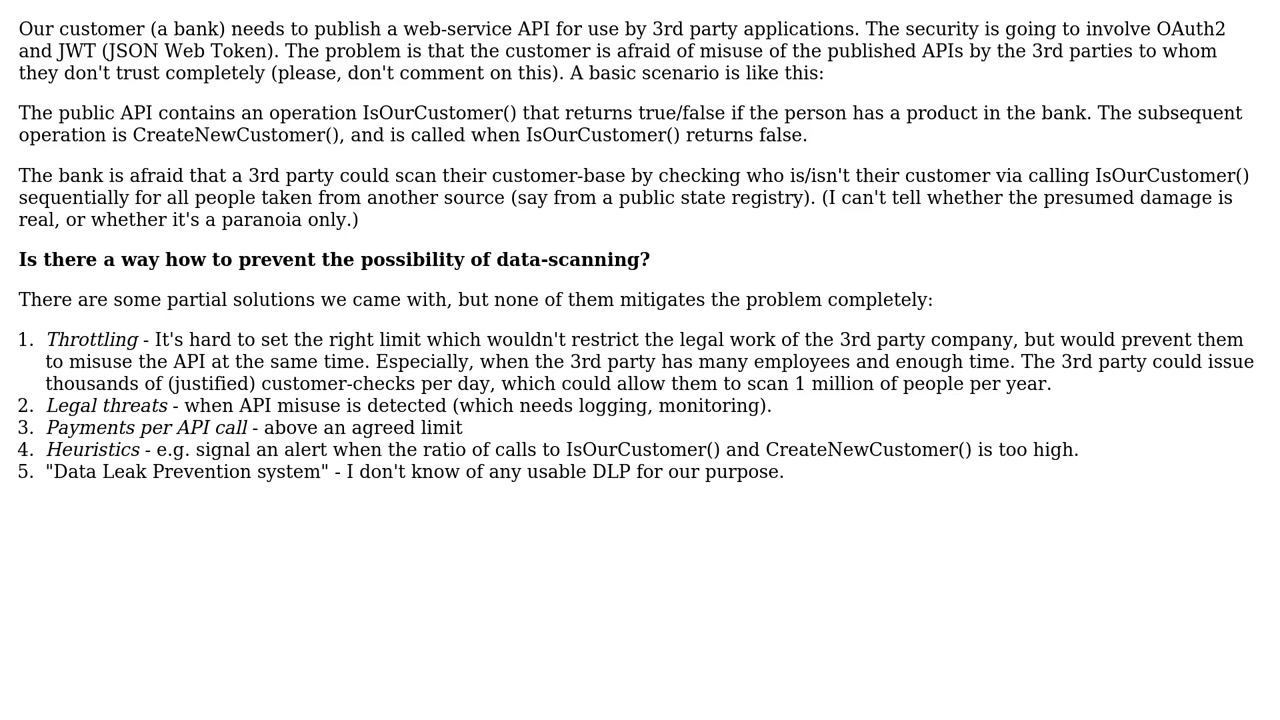 Our customer (a bank) needs to publish a web-service API for use by 3rd party applications. The security is going to involve OAuth2
and JWT (JSON Web Token). The problem is that the customer is afraid of misuse of the published APIs by the 3rd parties to whom
they don't trust completely (please, don't comment on this). A basic scenario is like this:
The public API contains an operation IsOurCustomer() that returns true/false if the person has a product in the bank. The subsequent
operation is CreateNewCustomer(), and is called when IsOurCustomer() returns false.
The bank is afraid that a 3rd party could scan their customer-base by checking who is/isn't their customer via calling IsOurCustomer()
sequentially for all people taken from another source (say from a public state registry). (I can't tell whether the presumed damage is
real, or whether it's a paranoia only.)
Is there a way how to prevent the possibility of data-scanning?
There are some partial solutions we came with, but none of them mitigates the problem completely:
1. Throttling - It's hard to set the right limit which wouldn't restrict the legal work of the 3rd party company, but would prevent them
to misuse the API at the same time. Especially, when the 3rd party has many employees and enough time. The 3rd party could issue
thousands of (justified) customer-checks per day, which could allow them to scan 1 million of people per year.
2. Legal threats - when API misuse is detected (which needs logging, monitoring).
3. Payments per API call - above an agreed limit
4. Heuristics - e.g. signal an alert when the ratio of calls to IsOurCustomer() and CreateNewCustomer() is too high.
5. "Data Leak Prevention system" - I don't know of any usable DLP for our purpose.